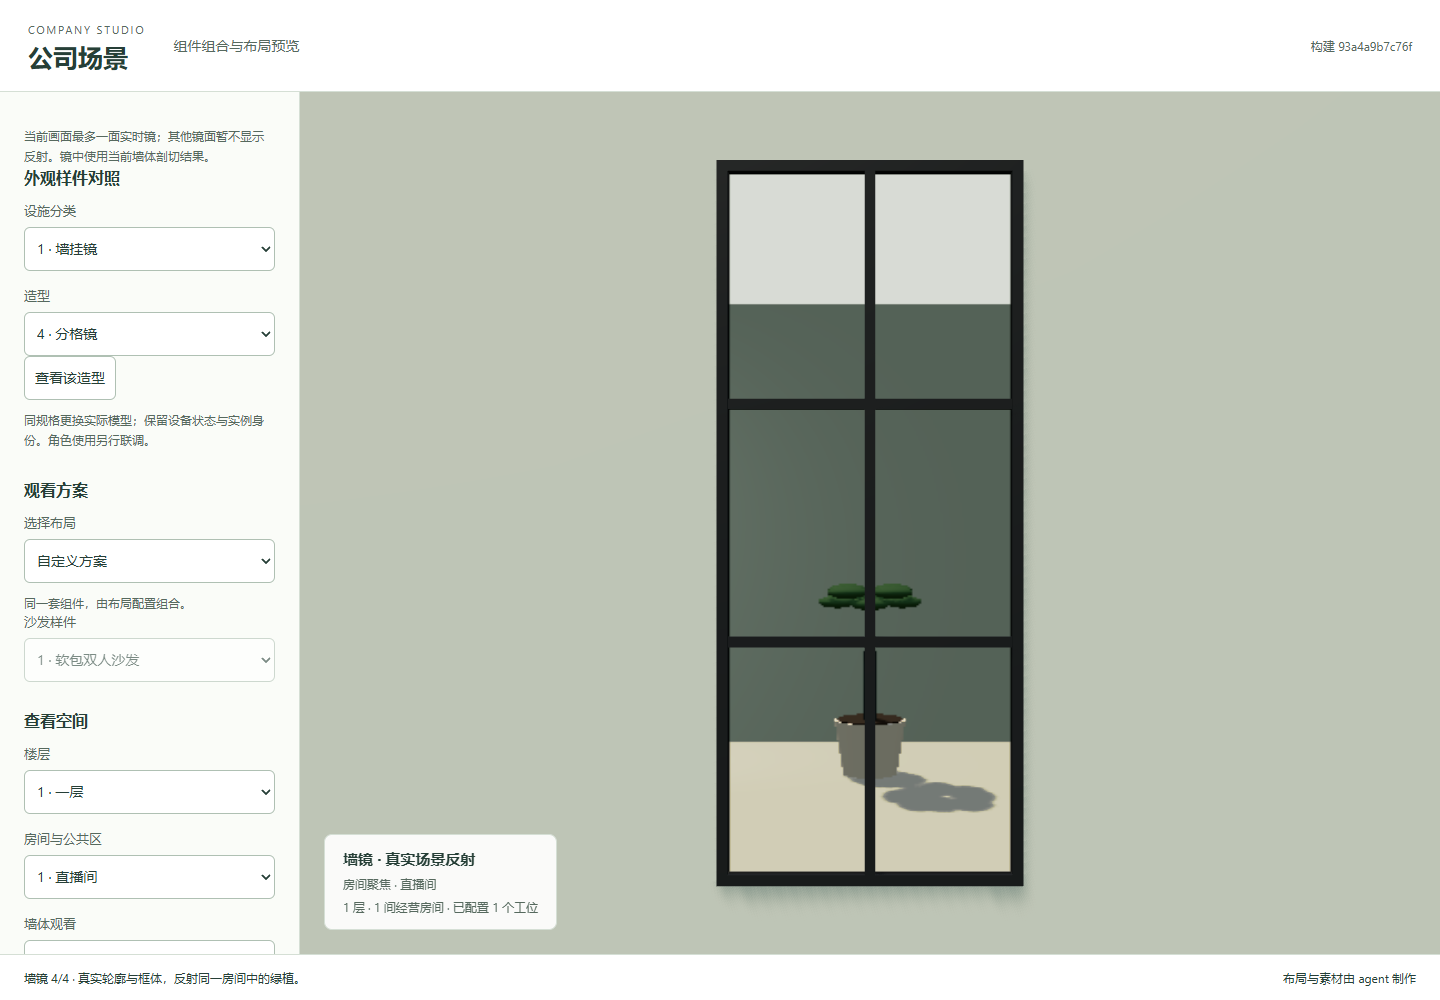 COMPANY STUDIO
公司场景
组件组合与布局预览
构建 93a4a9b7c76f
当前画面最多一面实时镜；其他镜面暂不显示
反射。镜中使用当前墙体剖切结果。
外观样件对照
设施分类
1 · 墙挂镜
造型
4 · 分格镜
查看该造型
同规格更换实际模型；保留设备状态与实例身
份。角色使用另行联调。
观看方案
选择布局
自定义方案
同一套组件，由布局配置组合。
沙发样件
1 · 软包双人沙发
查看空间
楼层
1 · 一层
房间与公共区
1 · 直播间
墙体观看
墙镜 · 真实场景反射
房间聚焦 · 直播间
1 层 · 1 间经营房间 · 已配置 1 个工位
墙镜 4/4 · 真实轮廓与框体，反射同一房间中的绿植。
布局与素材由 agent 制作